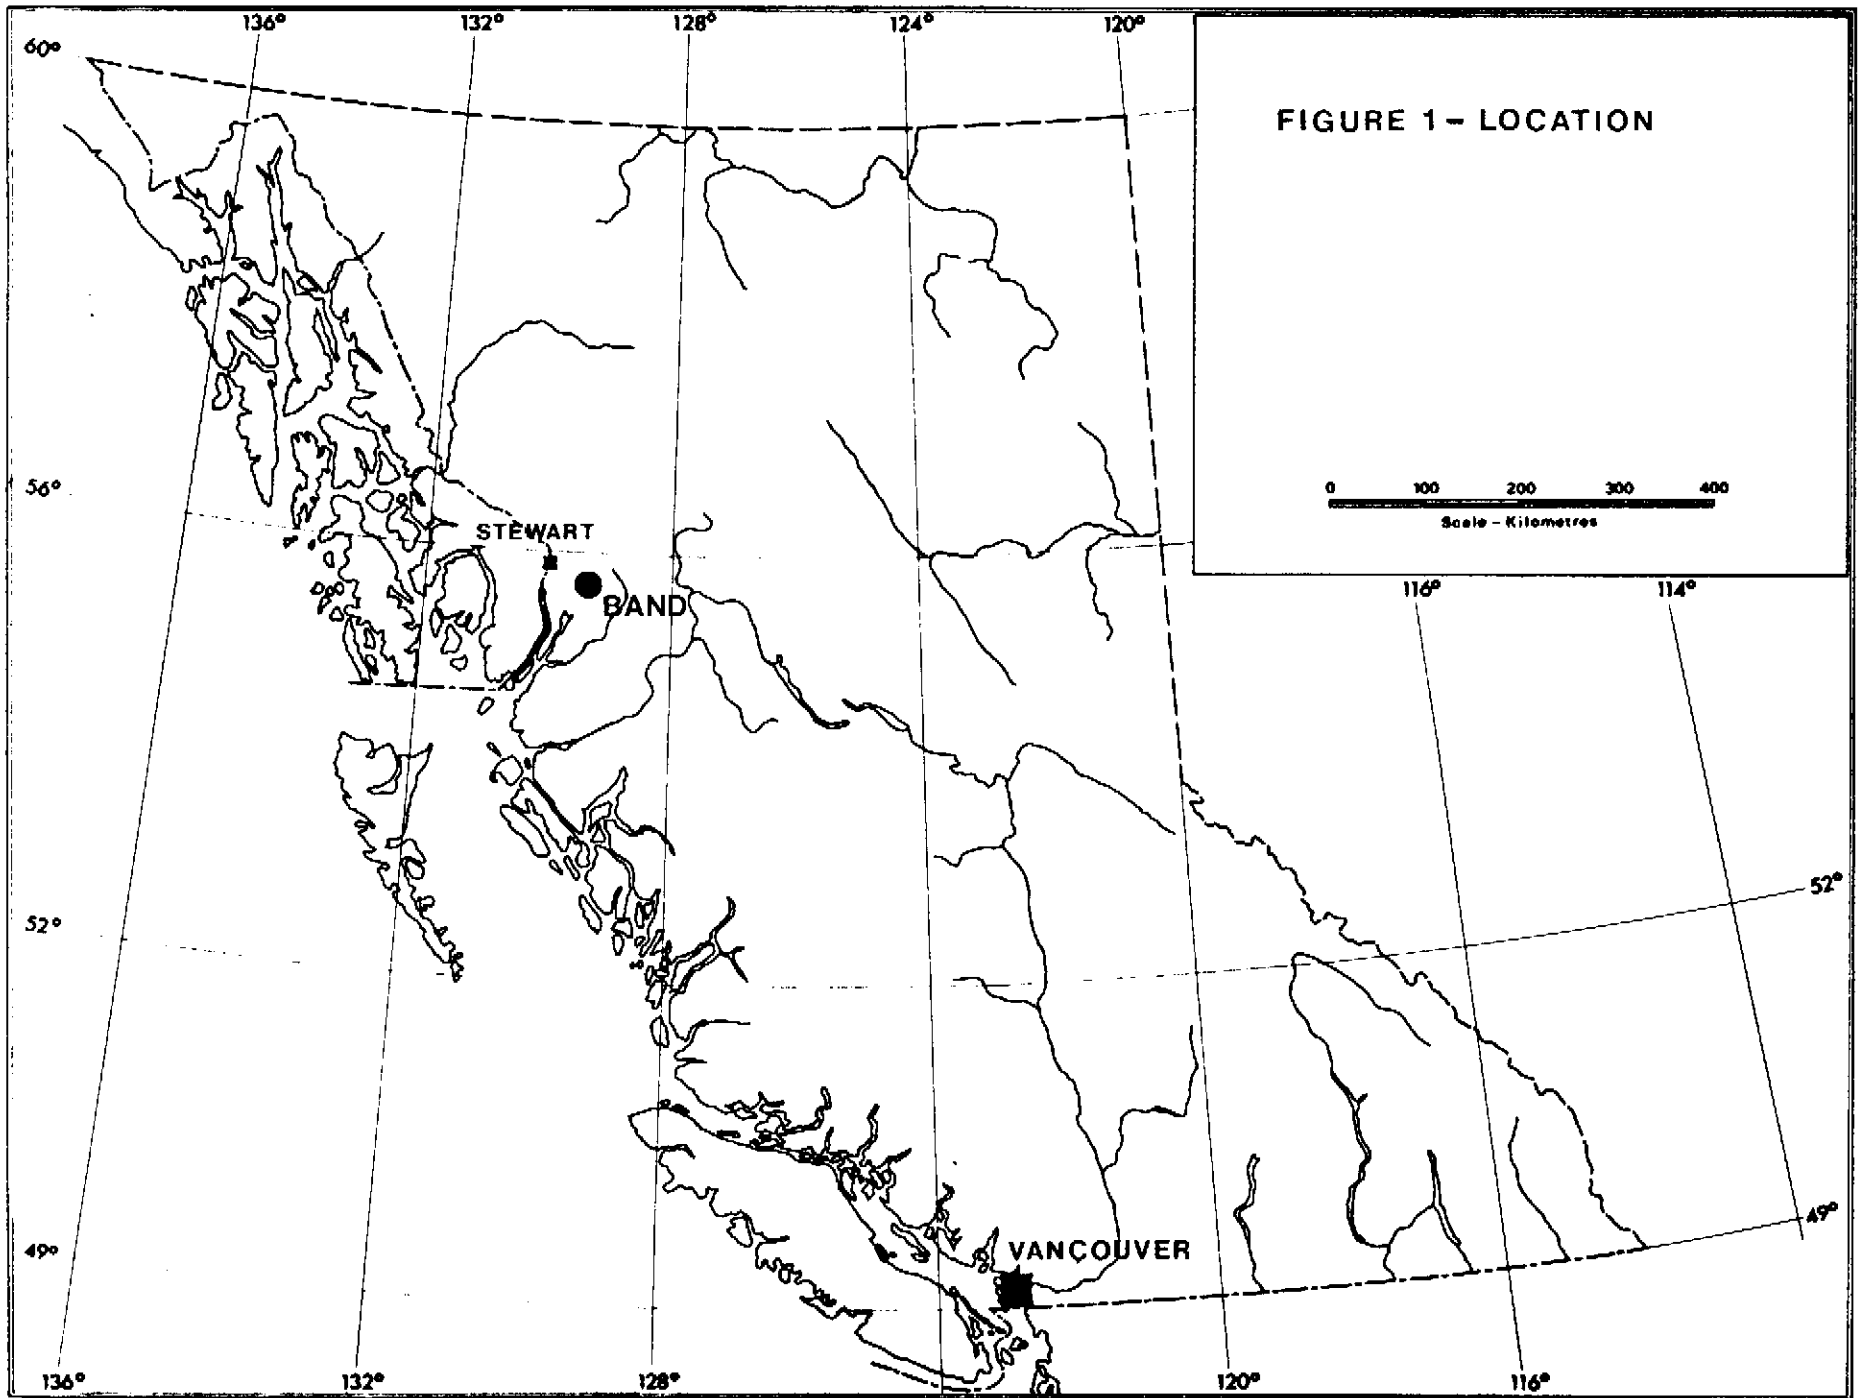 136° 132° 128° 124° 120°
60°
FIGURE 1 - LOCATION
56°
0 100 200 300 400
Scale - Kilometres
STEWART
BAND
116° 114°
52°
52°
49°
49°
VANCOUVER
136° 132° 128° 120° 116°